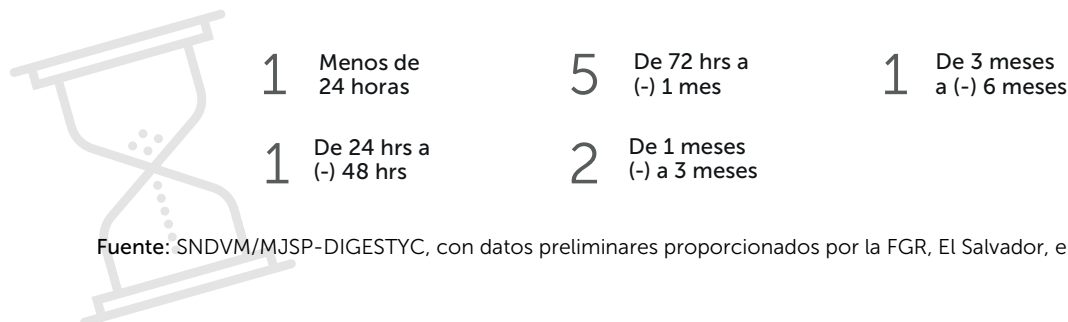 1 Menos de
24 horas
5 De 72 hrs a
(-) 1 mes
1 De 3 meses
a (-) 6 meses
1 De 24 hrs a
(-) 48 hrs
2 De 1 meses
(-) a 3 meses
Fuente: SNDVM/MJSP-DIGESTYC, con datos preliminares proporcionados por la FGR, El Salvador, e